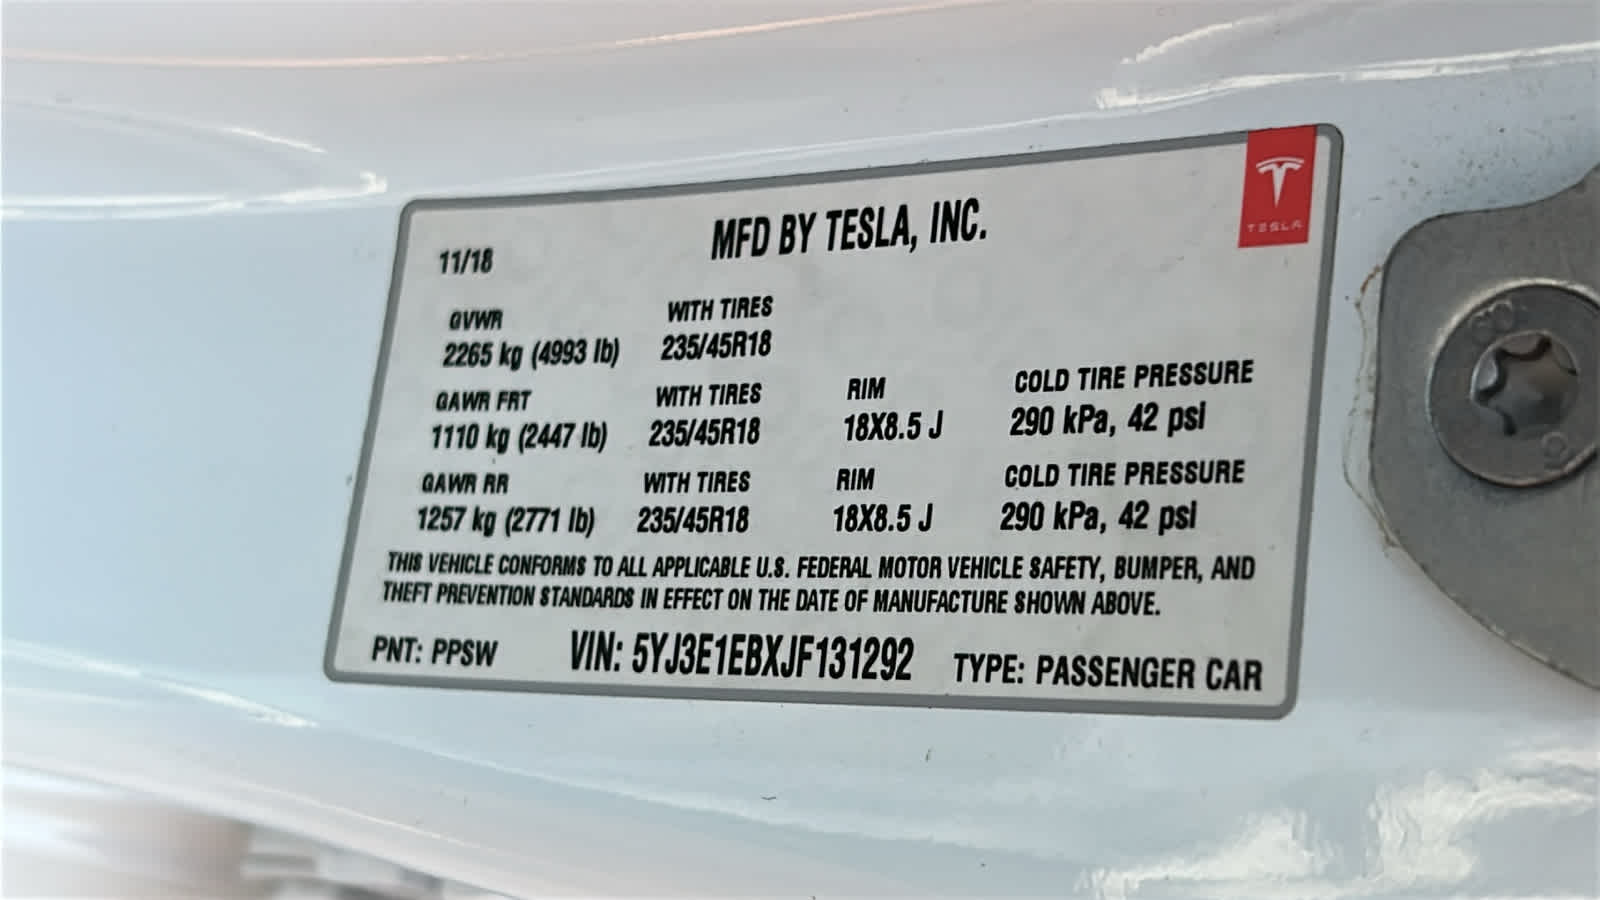 TESLA
MFD BY TESLA, INC.
11/18
GVWR WITH TIRES
2265 kg (4993 lb) 235/45R18
GAWR FRT WITH TIRES RIM COLD TIRE PRESSURE
1110 kg (2447 lb) 235/45R18 18X8.5 J 290 kPa, 42 psi
GAWR RR WITH TIRES RIM COLD TIRE PRESSURE
1257 kg (2771 lb) 235/45R18 18X8.5 J 290 kPa, 42 psi
THIS VEHICLE CONFORMS TO ALL APPLICABLE U.S. FEDERAL MOTOR VEHICLE SAFETY, BUMPER, AND
THEFT PREVENTION STANDARDS IN EFFECT ON THE DATE OF MANUFACTURE SHOWN ABOVE.
PNT: PPSW VIN: 5YJ3E1EBXJF131292 TYPE: PASSENGER CAR